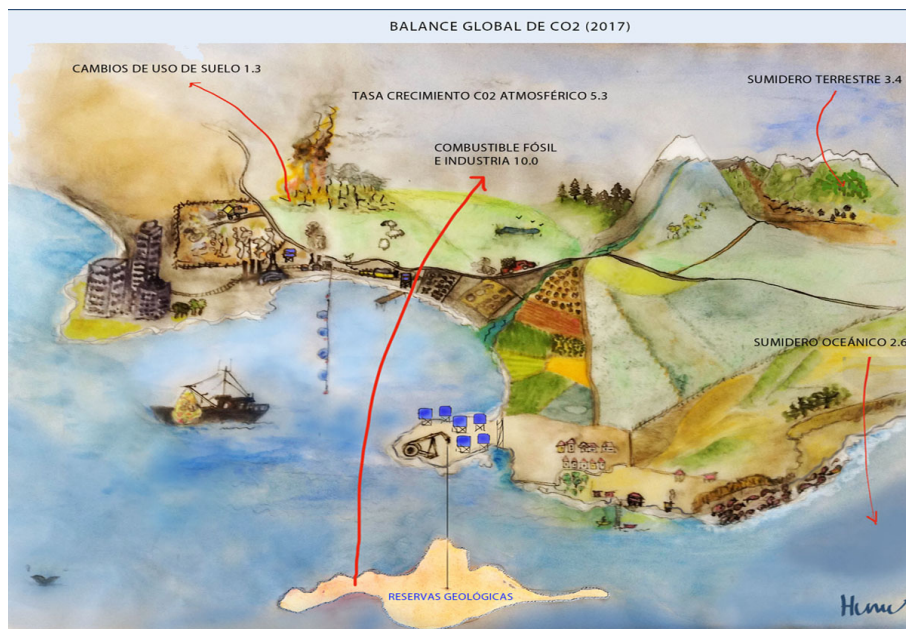 BALANCE GLOBAL DE CO2 (2017)
CAMBIOS DE USO DE SUELO 1.3
SUMIDERO TERRESTRE 3.4
TASA CRECIMIENTO C02 ATMOSFÉRICO 5.3
COMBUSTIBLE FÓSIL
E INDUSTRIA 10.0
SUMIDERO OCEÁNICO 2.6
RESERVAS GEOLÓGICAS